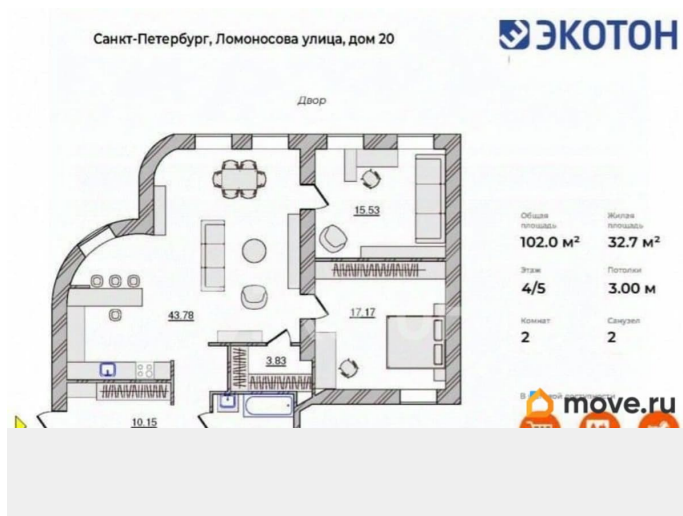 Санкт-Петербург, Ломоносова улица, дом 20
ЭКОТОН
Двор
15.53
43.78
17.17
3.83
10.15
Общая площадь
102.0 м²
Жилая площадь
32.7 м²
Этаж
4/5
Потолки
3.00 м
Комнат
2
Санузел
2
move.ru